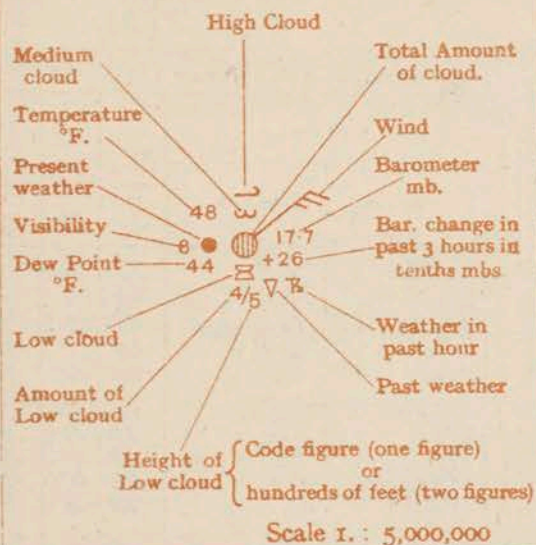 High Cloud
Medium
cloud
Total Amount
of cloud.
Temperature
°F.
Wind
Present
weather
Barometer
mb.
48
Visibility
8
17·7
Bar. change in
past 3 hours in
tenths mbs
+26
Dew Point
°F.
44
4/5
Low cloud
Weather in
past hour
Amount of
Low cloud
Past weather
Height of
Low cloud
Code figure (one figure)
or
hundreds of feet (two figures)
Scale 1. : 5,000,000